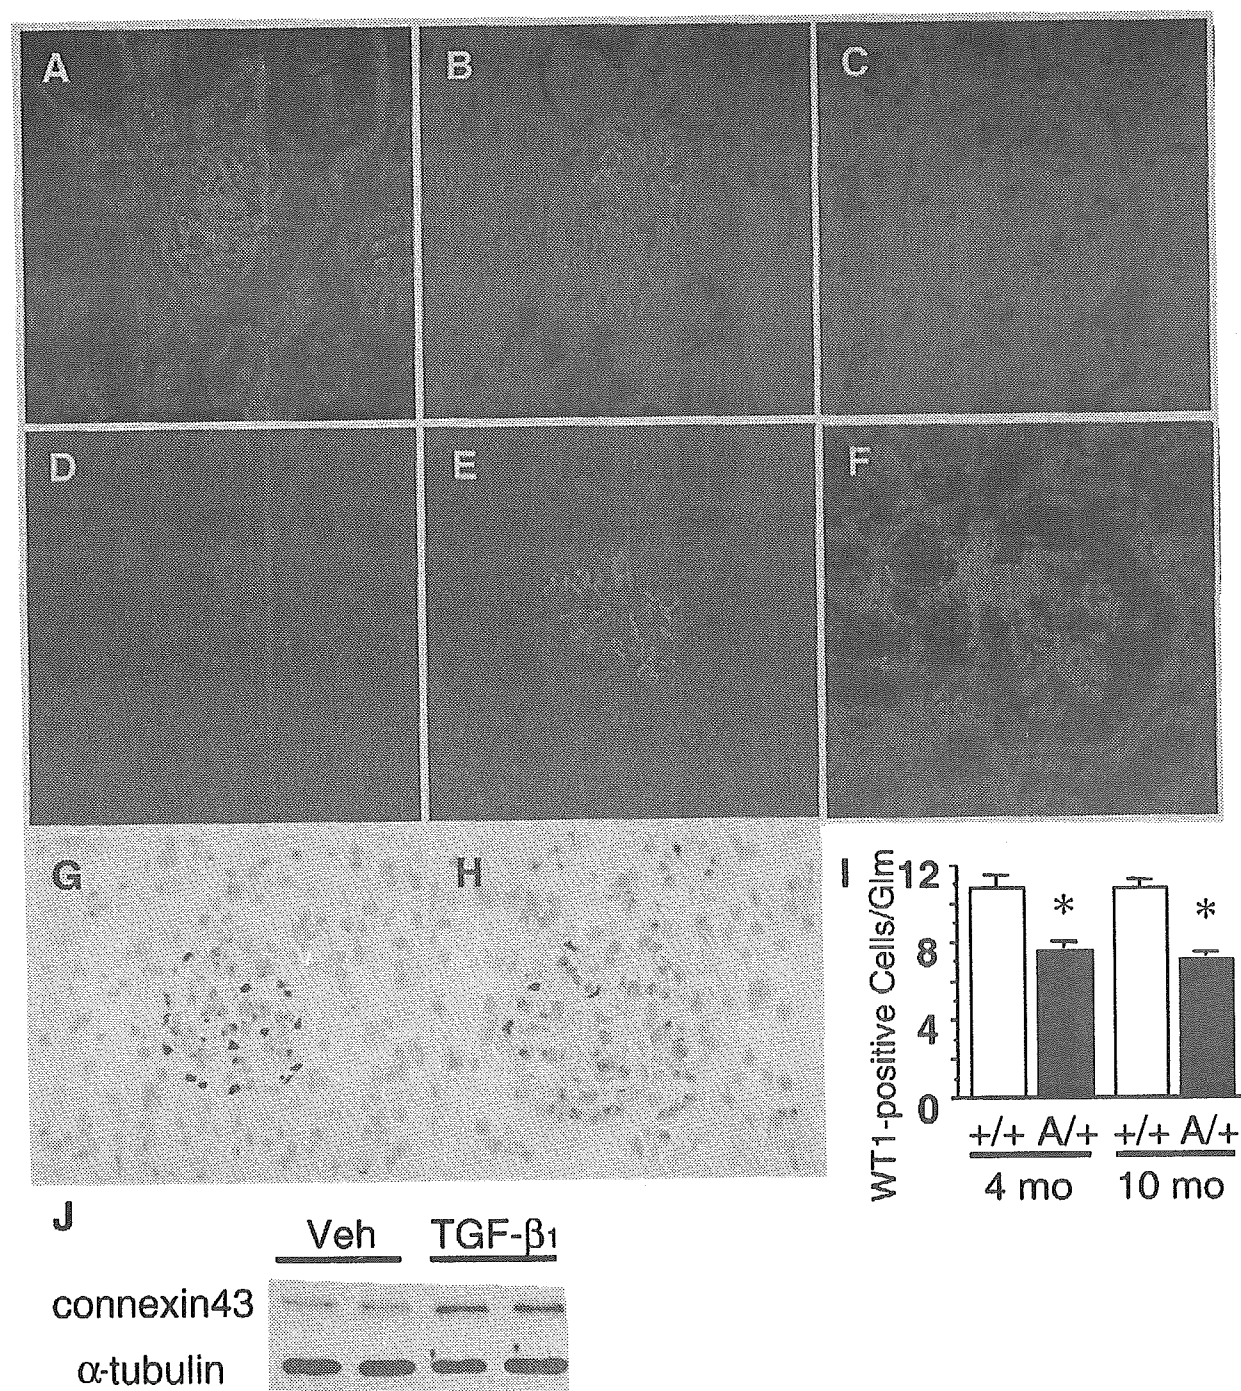 A
B
C
D
E
F
G
H
I
WT1-positive Cells/Glm
12
8
4
0
*
*
+/+ A/+ +/+ A/+
4 mo
10 mo
J
Veh
TGF-β1
connexin43
α-tubulin